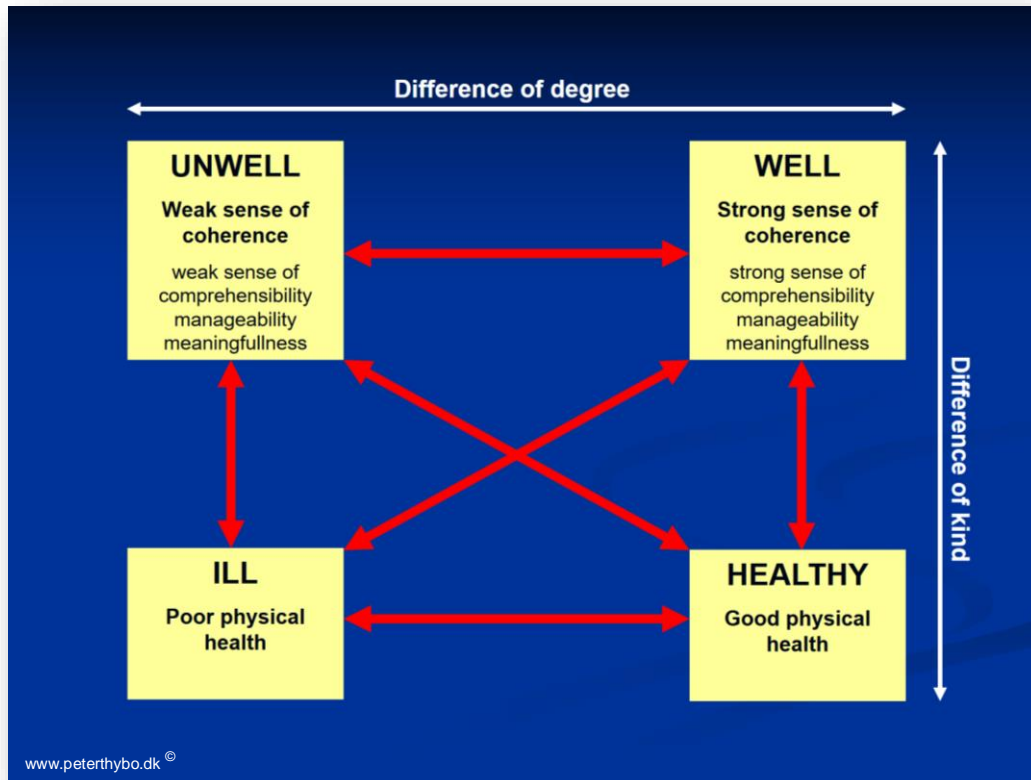 Difference of degree
UNWELL
Weak sense of
coherence
weak sense of
comprehensibility
manageability
meaningfullness
WELL
Strong sense of
coherence
strong sense of
comprehensibility
manageability
meaningfullness
Difference of kind
ILL
Poor physical
health
HEALTHY
Good physical
health
www.peterthybo.dk ©